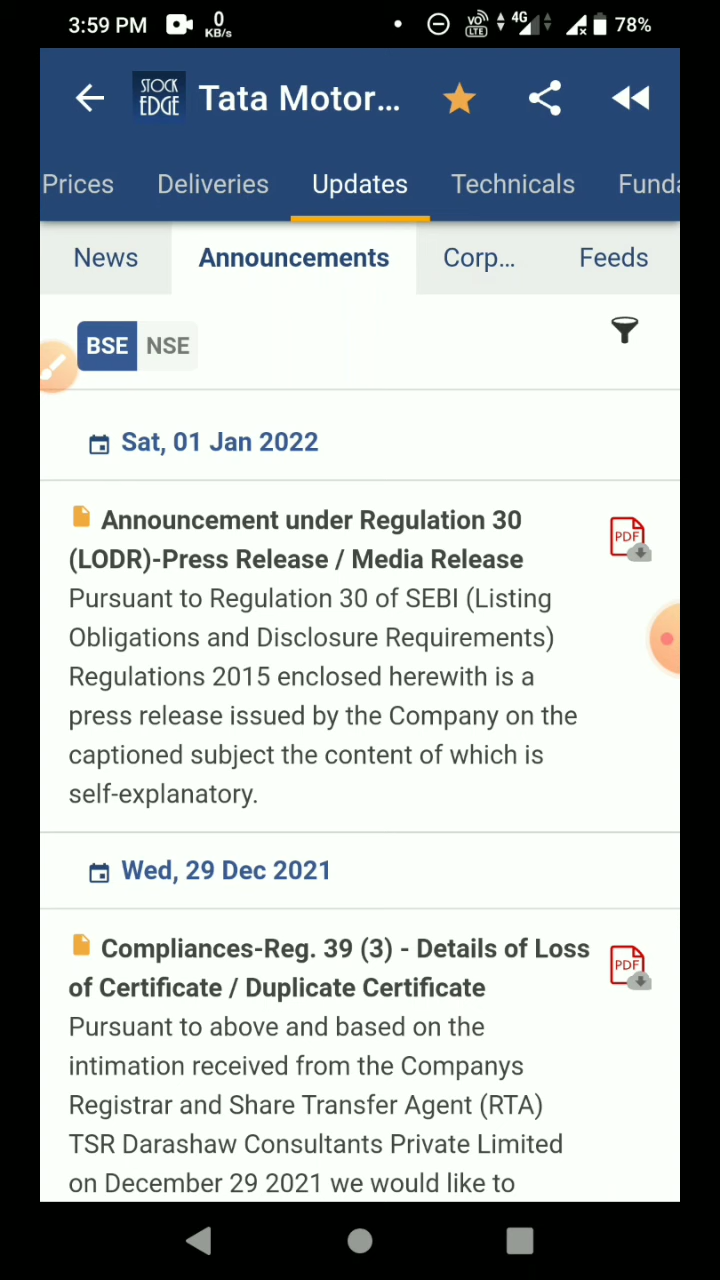 3:59 PM 0 KB/s VO LTE 4G 78%
STOCK EDGE Tata Motor...
Prices Deliveries Updates Technicals Funda
News Announcements Corp... Feeds
BSE NSE
Sat, 01 Jan 2022
Announcement under Regulation 30
(LODR)-Press Release / Media Release
PDF
Pursuant to Regulation 30 of SEBI (Listing
Obligations and Disclosure Requirements)
Regulations 2015 enclosed herewith is a
press release issued by the Company on the
captioned subject the content of which is
self-explanatory.
Wed, 29 Dec 2021
Compliances-Reg. 39 (3) - Details of Loss
of Certificate / Duplicate Certificate
PDF
Pursuant to above and based on the
intimation received from the Companys
Registrar and Share Transfer Agent (RTA)
TSR Darashaw Consultants Private Limited
on December 29 2021 we would like to